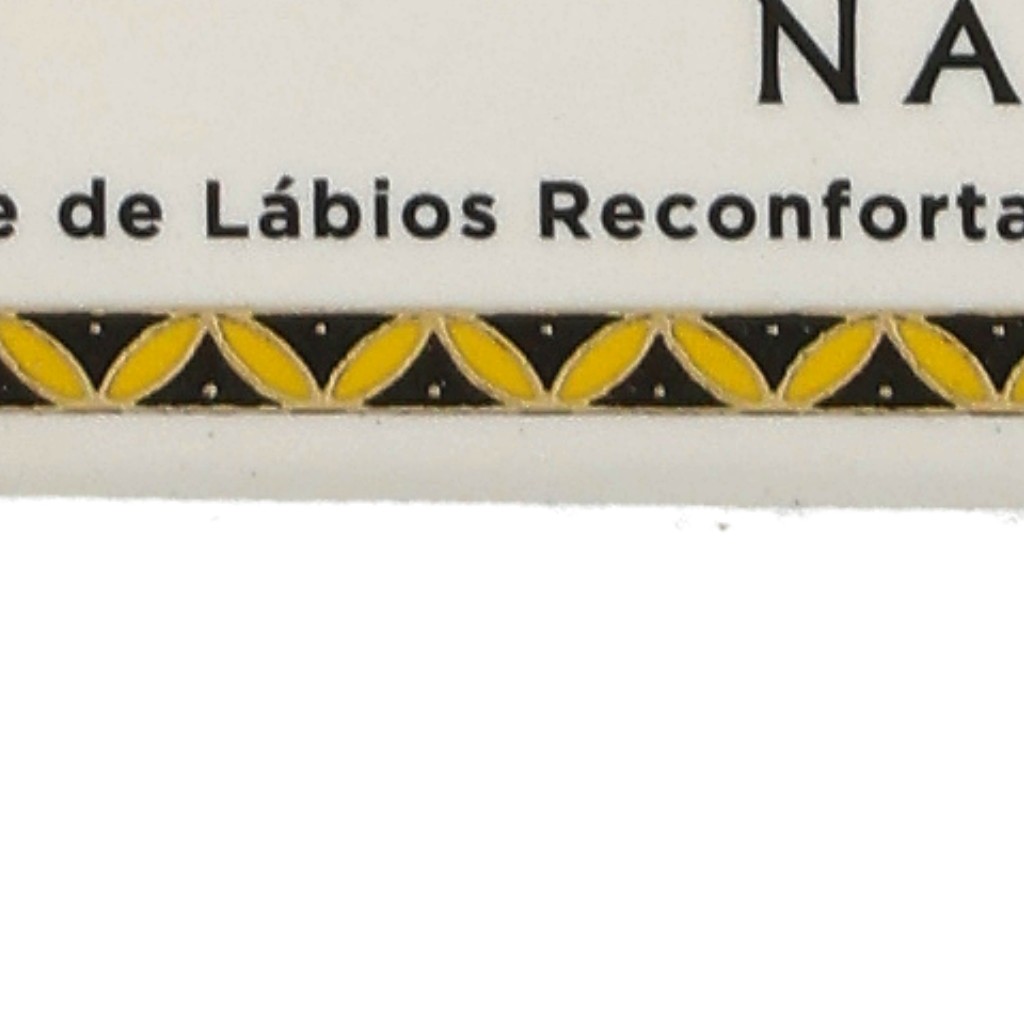 NA
e de Lábios Reconforta